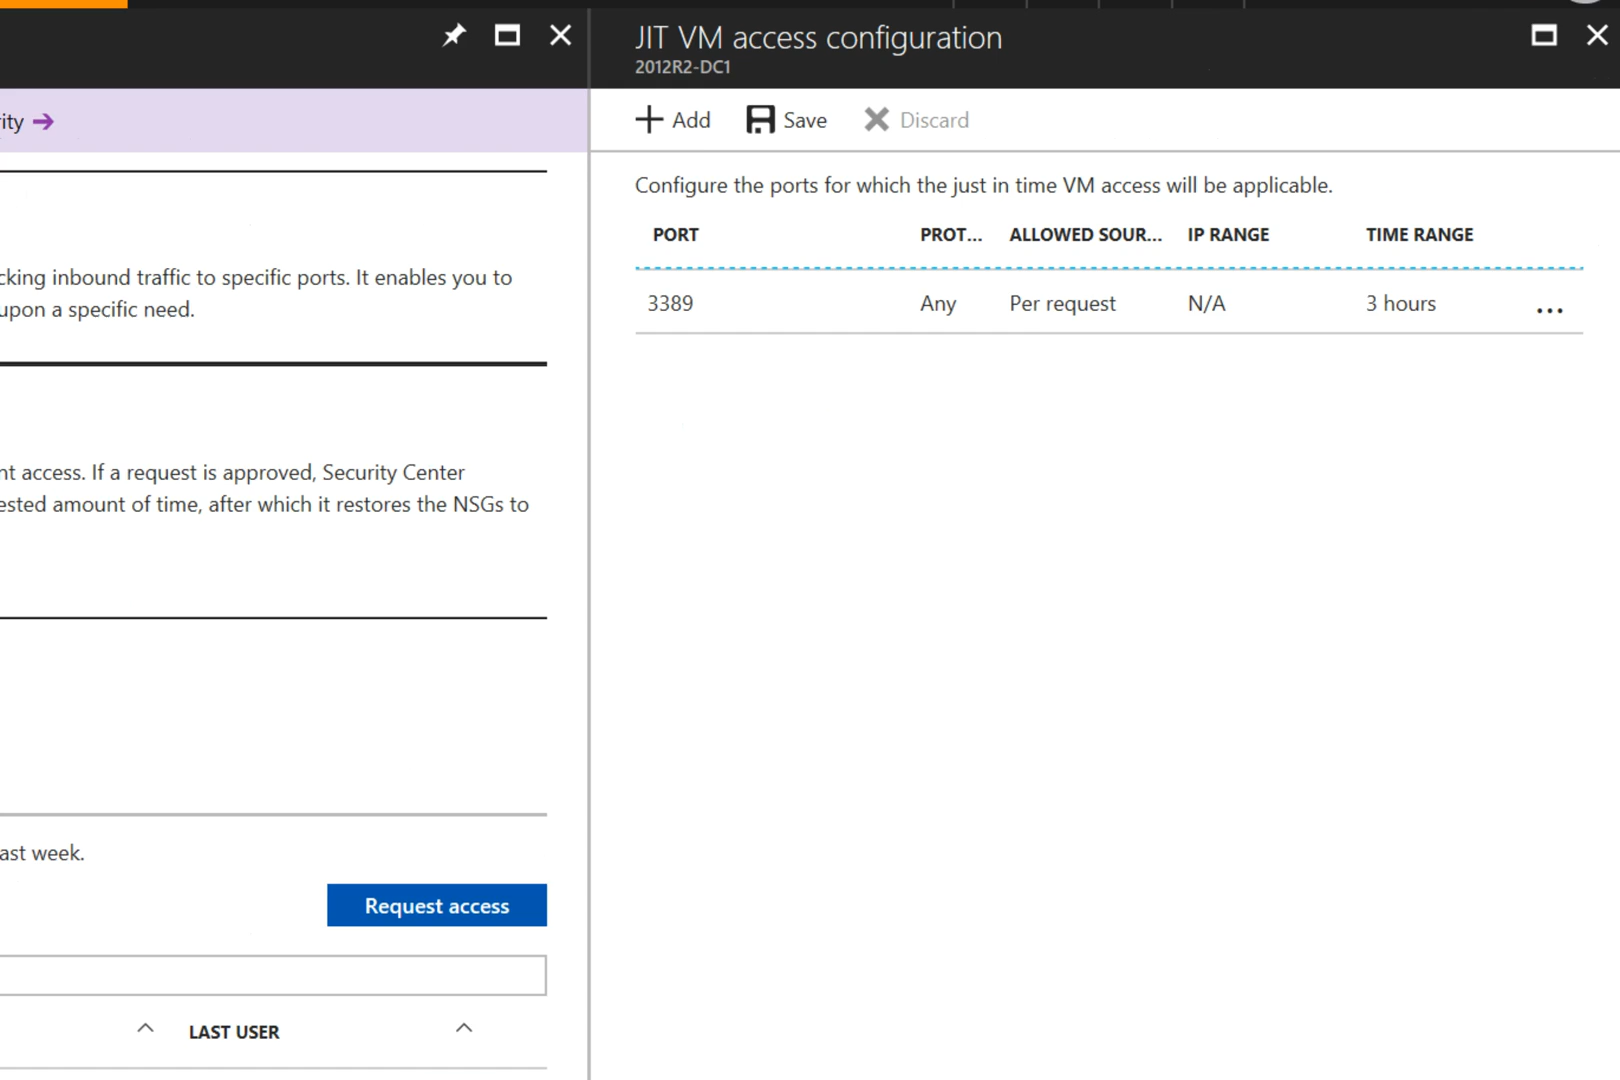 JIT VM access configuration
2012R2-DC1
ity →
Add Save Discard
Configure the ports for which the just in time VM access will be applicable.
PORT PROT... ALLOWED SOUR... IP RANGE TIME RANGE
3389 Any Per request N/A 3 hours ...
cking inbound traffic to specific ports. It enables you to
upon a specific need.
nt access. If a request is approved, Security Center
ested amount of time, after which it restores the NSGs to
ast week.
Request access
LAST USER